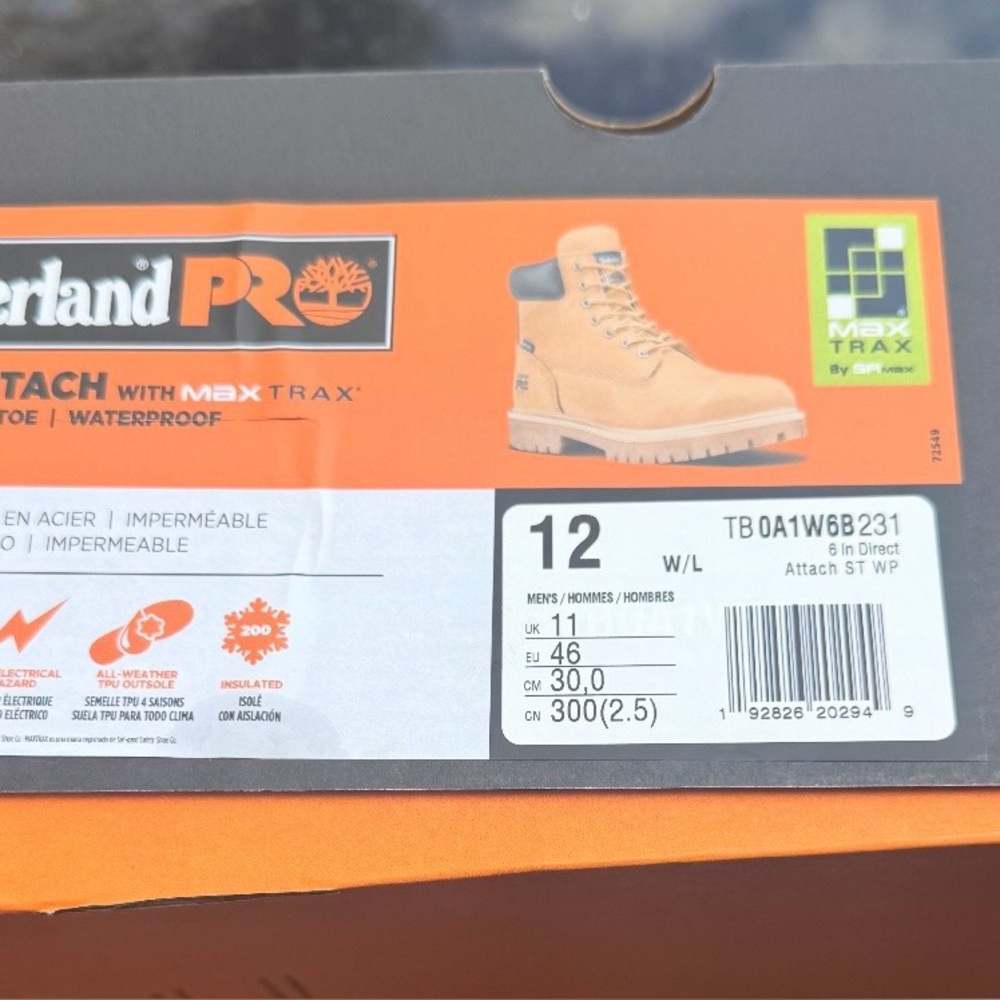 erland PRO
TTACH WITH MAX TRAX
TOE | WATERPROOF
MAX
TRAX
By SR MAX
72549
EN ACIER | IMPERMÉABLE
O | IMPERMEABLE
ELECTRICAL
AZARD
ÉLECTRIQUE
O ELÉCTRICO
ALL-WEATHER
TPU OUTSOLE
SEMELLE TPU 4 SAISONS
SUELA TPU PARA TODO CLIMA
200
INSULATED
ISOLÉ
CON AISLACIÓN
12
W/L
TB0A1W6B231
6 In Direct
Attach ST WP
MEN'S / HOMMES / HOMBRES
UK 11
EU 46
CM 30,0
CN 300(2.5)
1 92826 20294 9